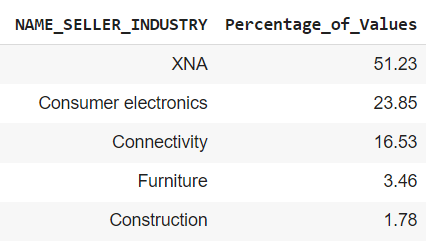 NAME_SELLER_INDUSTRY Percentage_of_Values
XNA 51.23
Consumer electronics 23.85
Connectivity 16.53
Furniture 3.46
Construction 1.78